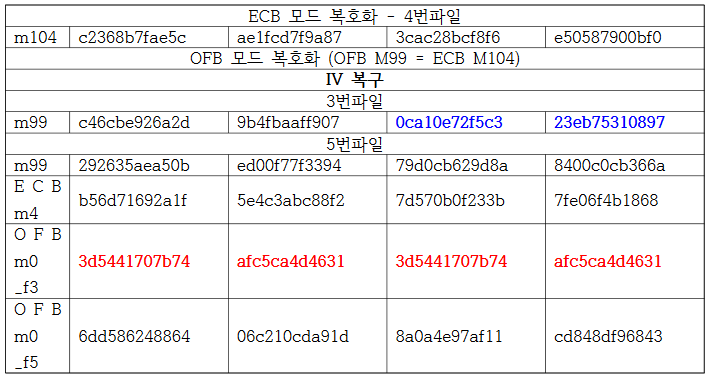 ECB 모드 복호화 - 4번파일
m104 c2368b7fae5c ae1fcd7f9a87 3cac28bcf8f6 e50587900bf0
OFB 모드 복호화 (OFB M99 = ECB M104)
IV 복구
3번파일
m99 c46cbe926a2d 9b4fbaaff907 0ca10e72f5c3 23eb75310897
5번파일
m99 292635aea50b ed00f77f3394 79d0cb629d8a 8400c0cb366a
E C B
m4
b56d71692a1f 5e4c3abc88f2 7d570b0f233b 7fe06f4b1868
O F B
m0
_f3
3d5441707b74 afc5ca4d4631 3d5441707b74 afc5ca4d4631
O F B
m0
_f5
6dd586248864 06c210cda91d 8a0a4e97af11 cd848df96843